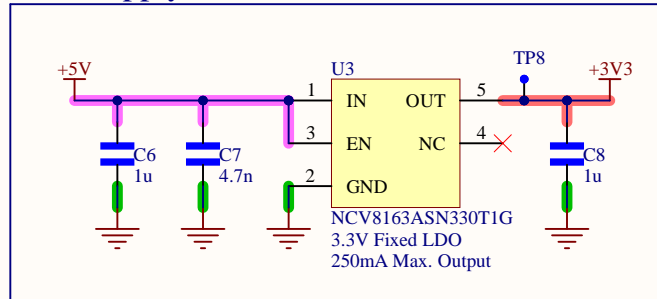 +5V
U3
TP8
+3V3
1
IN
OUT
5
3
EN
NC
4
C6
1u
C7
4.7n
C8
1u
2
GND
NCV8163ASN330T1G
3.3V Fixed LDO
250mA Max. Output